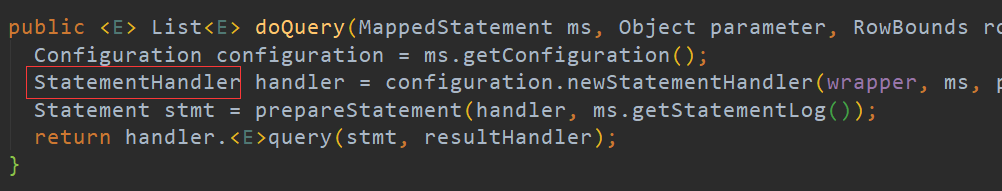 public <E> List<E> doQuery(MappedStatement ms, Object parameter, RowBounds ro
Configuration configuration = ms.getConfiguration();
StatementHandler handler = configuration.newStatementHandler(wrapper, ms, p
Statement stmt = prepareStatement(handler, ms.getStatementLog());
return handler.<E>query(stmt, resultHandler);
}